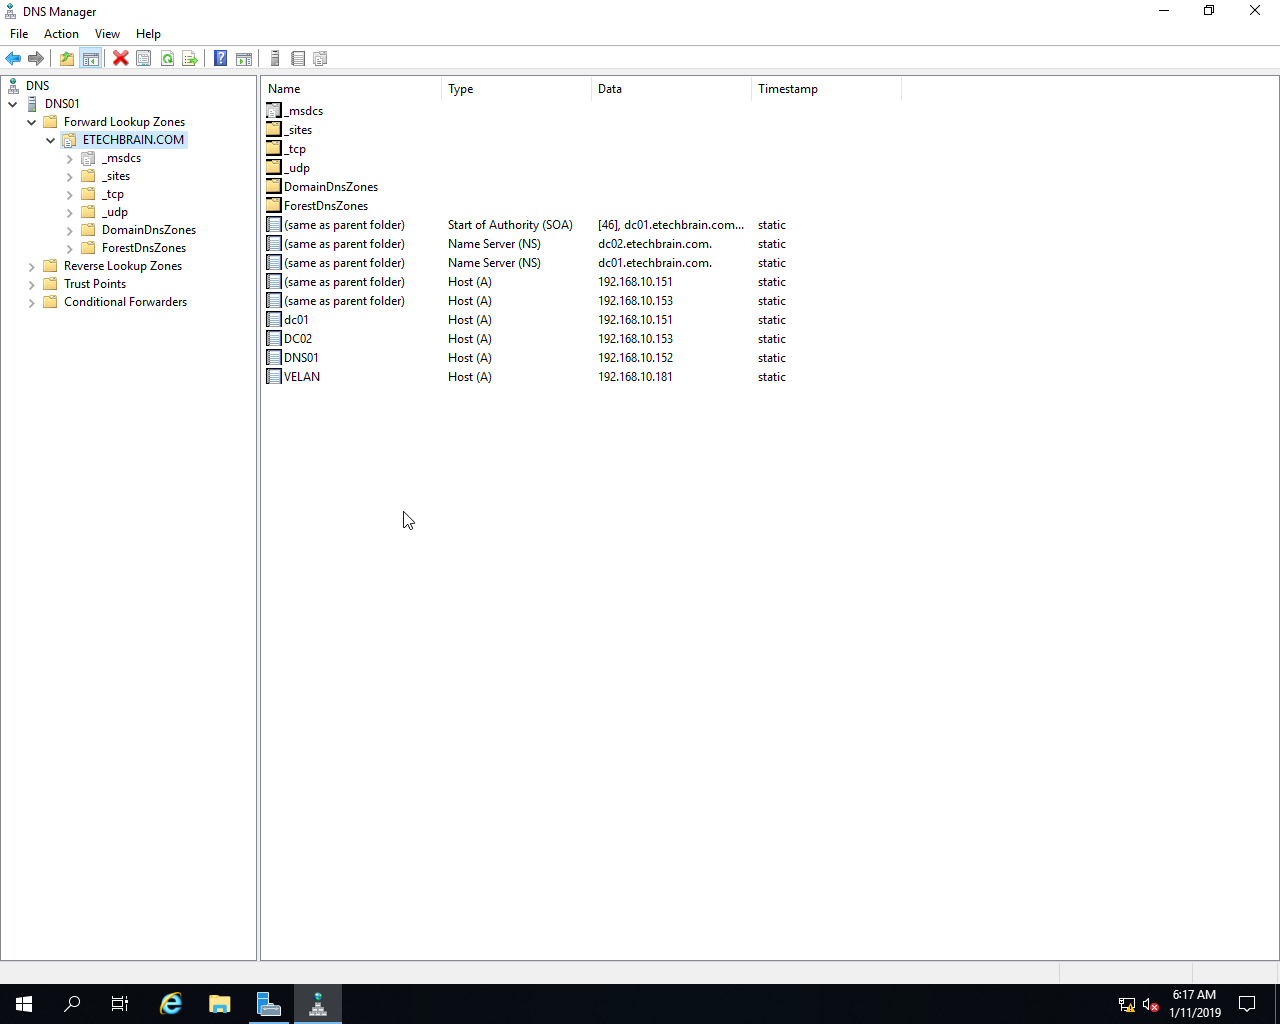 DNS Manager
File Action View Help
DNS
DNS01
Forward Lookup Zones
ETECHBRAIN.COM
_msdcs
_sites
_tcp
_udp
DomainDnsZones
ForestDnsZones
Reverse Lookup Zones
Trust Points
Conditional Forwarders
Name Type Data Timestamp
_msdcs
_sites
_tcp
_udp
DomainDnsZones
ForestDnsZones
(same as parent folder) Start of Authority (SOA) [46], dc01.etechbrain.com... static
(same as parent folder) Name Server (NS) dc02.etechbrain.com. static
(same as parent folder) Name Server (NS) dc01.etechbrain.com. static
(same as parent folder) Host (A) 192.168.10.151 static
(same as parent folder) Host (A) 192.168.10.153 static
dc01 Host (A) 192.168.10.151 static
DC02 Host (A) 192.168.10.153 static
DNS01 Host (A) 192.168.10.152 static
VELAN Host (A) 192.168.10.181 static
6:17 AM
1/11/2019